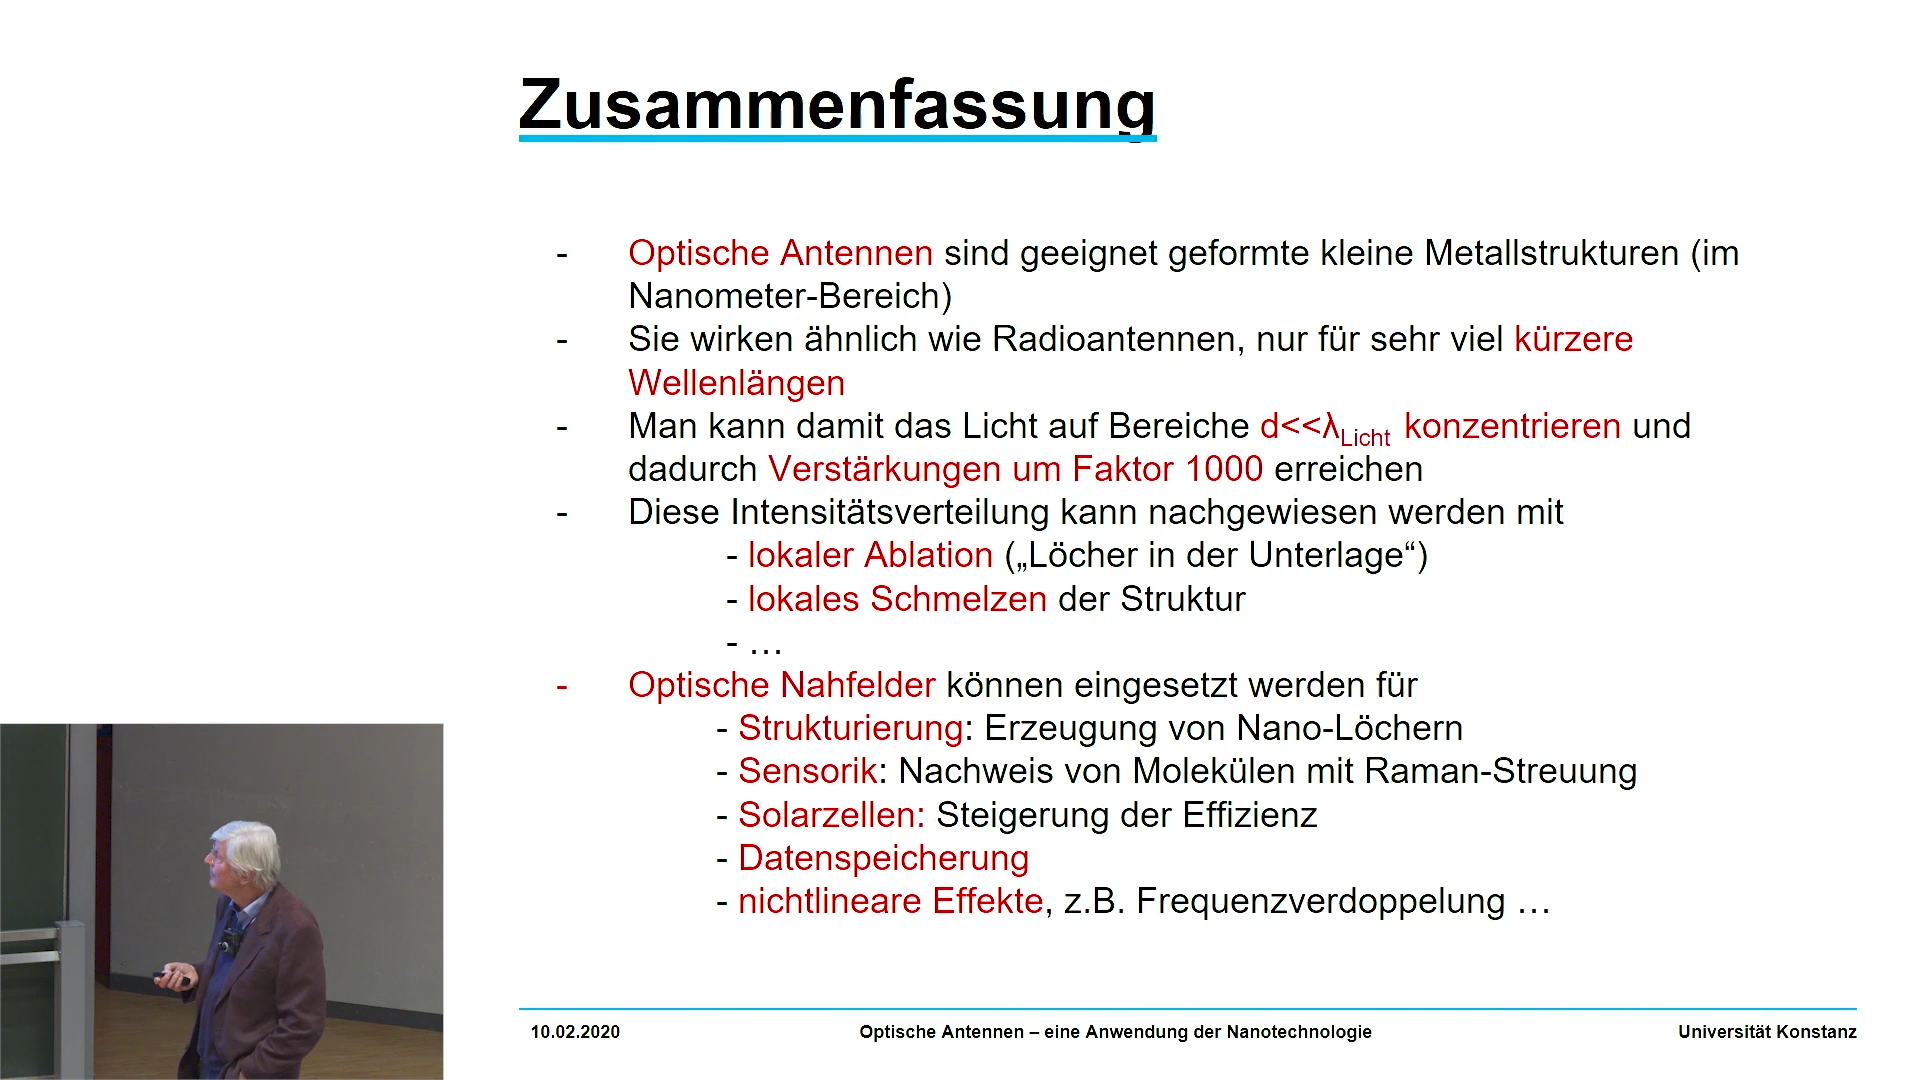 Zusammenfassung
- Optische Antennen sind geeignet geformte kleine Metallstrukturen (im
Nanometer-Bereich)
- Sie wirken ähnlich wie Radioantennen, nur für sehr viel kürzere
Wellenlängen
- Man kann damit das Licht auf Bereiche d<<λLicht konzentrieren und
dadurch Verstärkungen um Faktor 1000 erreichen
- Diese Intensitätsverteilung kann nachgewiesen werden mit
- lokaler Ablation („Löcher in der Unterlage“)
- lokales Schmelzen der Struktur
- …
- Optische Nahfelder können eingesetzt werden für
- Strukturierung: Erzeugung von Nano-Löchern
- Sensorik: Nachweis von Molekülen mit Raman-Streuung
- Solarzellen: Steigerung der Effizienz
- Datenspeicherung
- nichtlineare Effekte, z.B. Frequenzverdoppelung …
10.02.2020 Optische Antennen – eine Anwendung der Nanotechnologie Universität Konstanz